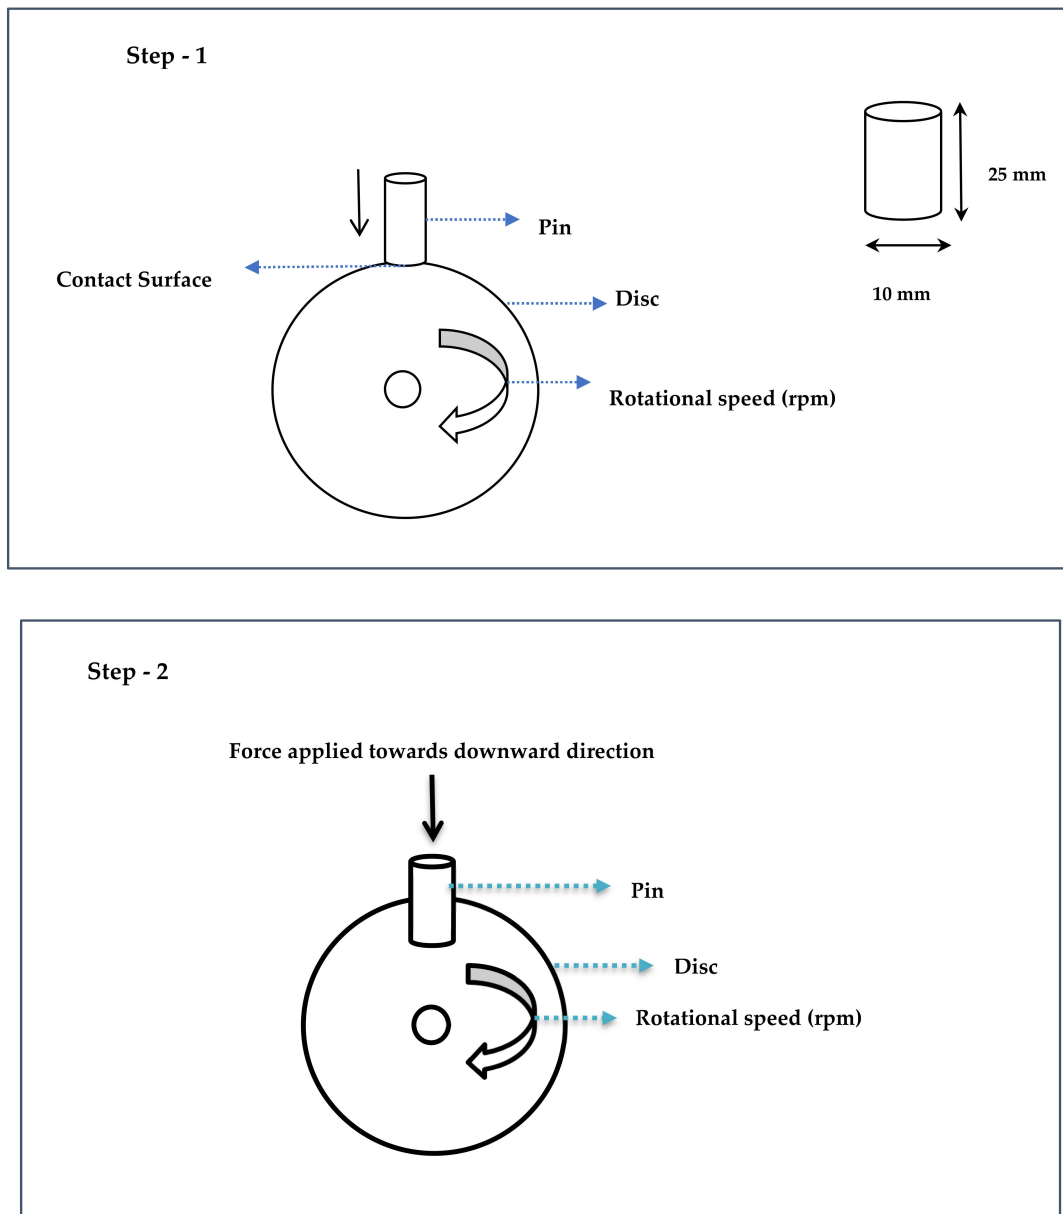 Step - 1
25 mm
Pin
Contact Surface
Disc
10 mm
Rotational speed (rpm)
Step - 2
Force applied towards downward direction
Pin
Disc
Rotational speed (rpm)